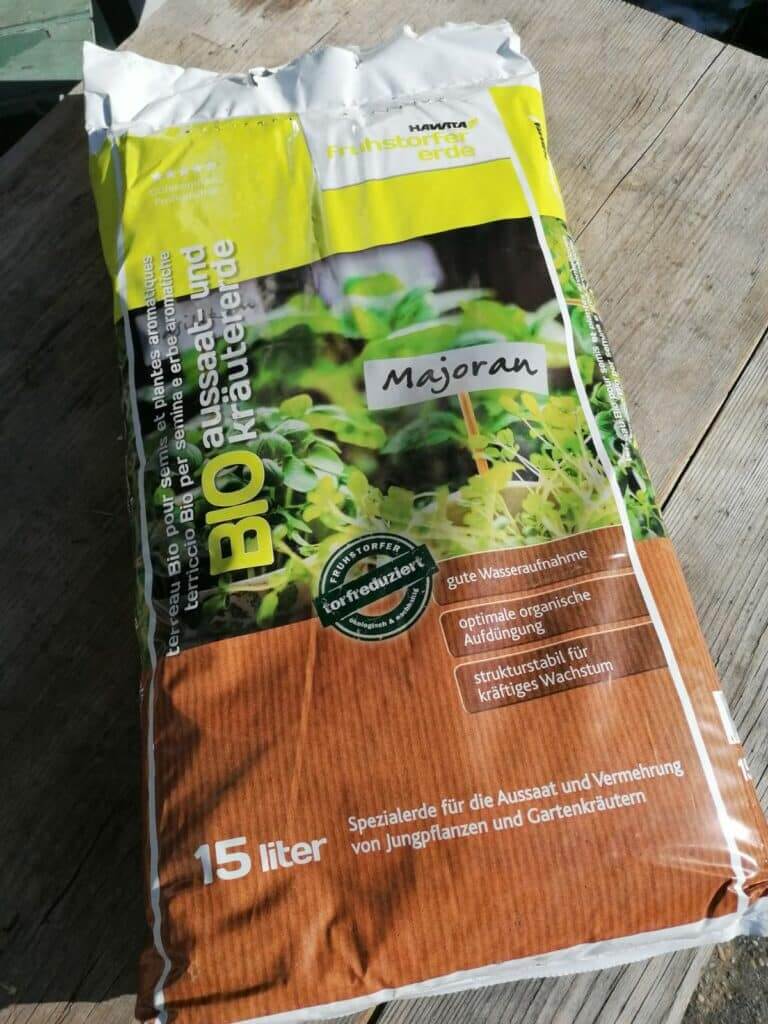 HAWITA
fruhstorfer
erde
terreau Bio pour semis et plantes aromatiques
terriccio Bio per semina e erbe aromatiche
BIO aussaat- und
kräutererde
Majoran
FRUHSTORFER
torfreduziert
ökologisch & nachhaltig
gute Wasseraufnahme
optimale organische
Aufdüngung
strukturstabil für
kräftiges Wachstum
15 liter
Spezialerde für die Aussaat und Vermehrung
von Jungpflanzen und Gartenkräutern